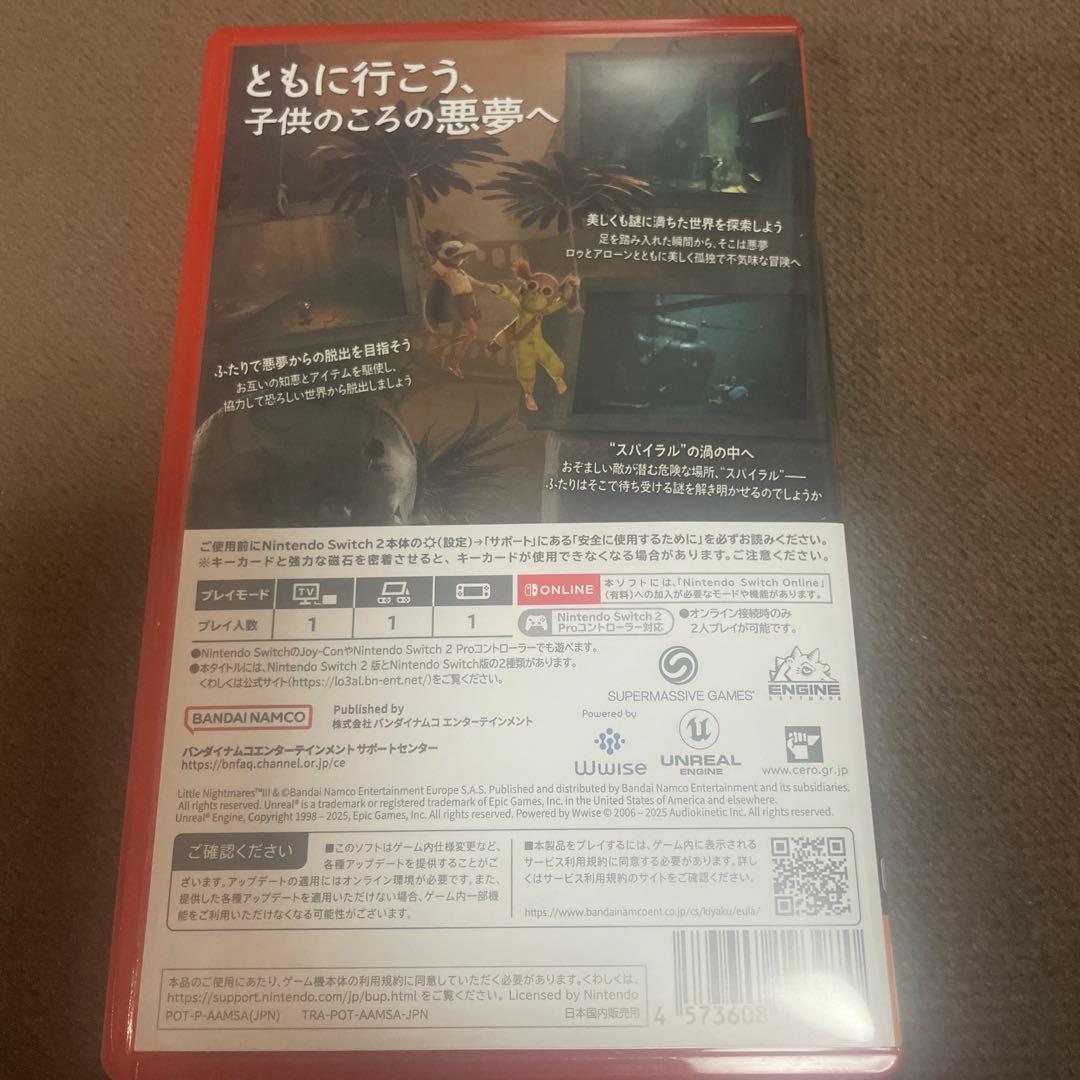 ともに行こう、
子供のころの悪夢へ
美しくも謎に満ちた世界を探索しよう
足を踏み入れた瞬間から、そこは悪夢
ロゥとアローンとともに美しく孤独で不気味な冒険へ
ふたりで悪夢からの脱出を目指そう
お互いの知恵とアイテムを駆使し、
協力して恐ろしい世界から脱出しましょう
“スパイラル”の渦の中へ
おぞましい敵が潜む危険な場所、“スパイラル”――
ふたりはそこで待ち受ける謎を解き明かせるのでしょうか
ご使用前にNintendo Switch 2本体の(設定)→「サポート」にある「安全に使用するために」を必ずお読みください。
※キーカードと強力な磁石を密着させると、キーカードが使用できなくなる場合があります。ご注意ください。
プレイモード TV
プレイ人数 1 1 1
ONLINE 本ソフトには、「Nintendo Switch Online」
(有料)への加入が必要なモードや機能があります。
Nintendo Switch 2
Proコントローラー対応
●オンライン接続時のみ
2人プレイが可能です。
●Nintendo SwitchのJoy-ConやNintendo Switch 2 Proコントローラーでも遊べます。
●本タイトルには、Nintendo Switch 2 版とNintendo Switch版の2種類があります。
くわしくは公式サイト(https://lo3al.bn-ent.net/)をご覧ください。
SUPERMASSIVE GAMES
ENGINE
SOFTWARE
BANDAI NAMCO
Published by
株式会社 バンダイナムコ エンターテインメント
Powered by
Wwise
UNREAL
ENGINE
www.cero.gr.jp
バンダイナムコエンターテインメント サポートセンター
https://bnfaq.channel.or.jp/ce
Little Nightmares™III & ©Bandai Namco Entertainment Europe S.A.S. Published and distributed by Bandai Namco Entertainment and its subsidiaries.
All rights reserved. Unreal® is a trademark or registered trademark of Epic Games, Inc. in the United States of America and elsewhere.
Unreal® Engine, Copyright 1998 – 2025, Epic Games, Inc. All rights reserved. Powered by Wwise © 2006 – 2025 Audiokinetic Inc. All rights reserved.
ご確認ください
■このソフトはゲーム内仕様変更など、
各種アップデートを提供することがご
ざいます。アップデートの適用にはオンライン環境が必要です。また、
提供した各種アップデートを適用いただけない場合、ゲーム内一部機
能をご利用いただけなくなる可能性がございます。
■本製品をプレイするには、ゲーム内に表示される
サービス利用規約に同意する必要があります。詳し
くはサービス利用規約のサイトをご確認ください。
https://www.bandainamcoent.co.jp/cs/kiyaku/eula/
本品のご使用にあたり、ゲーム機本体の利用規約に同意していただく必要があります。くわしくは、
https://support.nintendo.com/jp/bup.html をご覧ください。 Licensed by Nintendo
POT-P-AAMSA(JPN) TRA-POT-AAMSA-JPN 日本国内販売用
4 573608